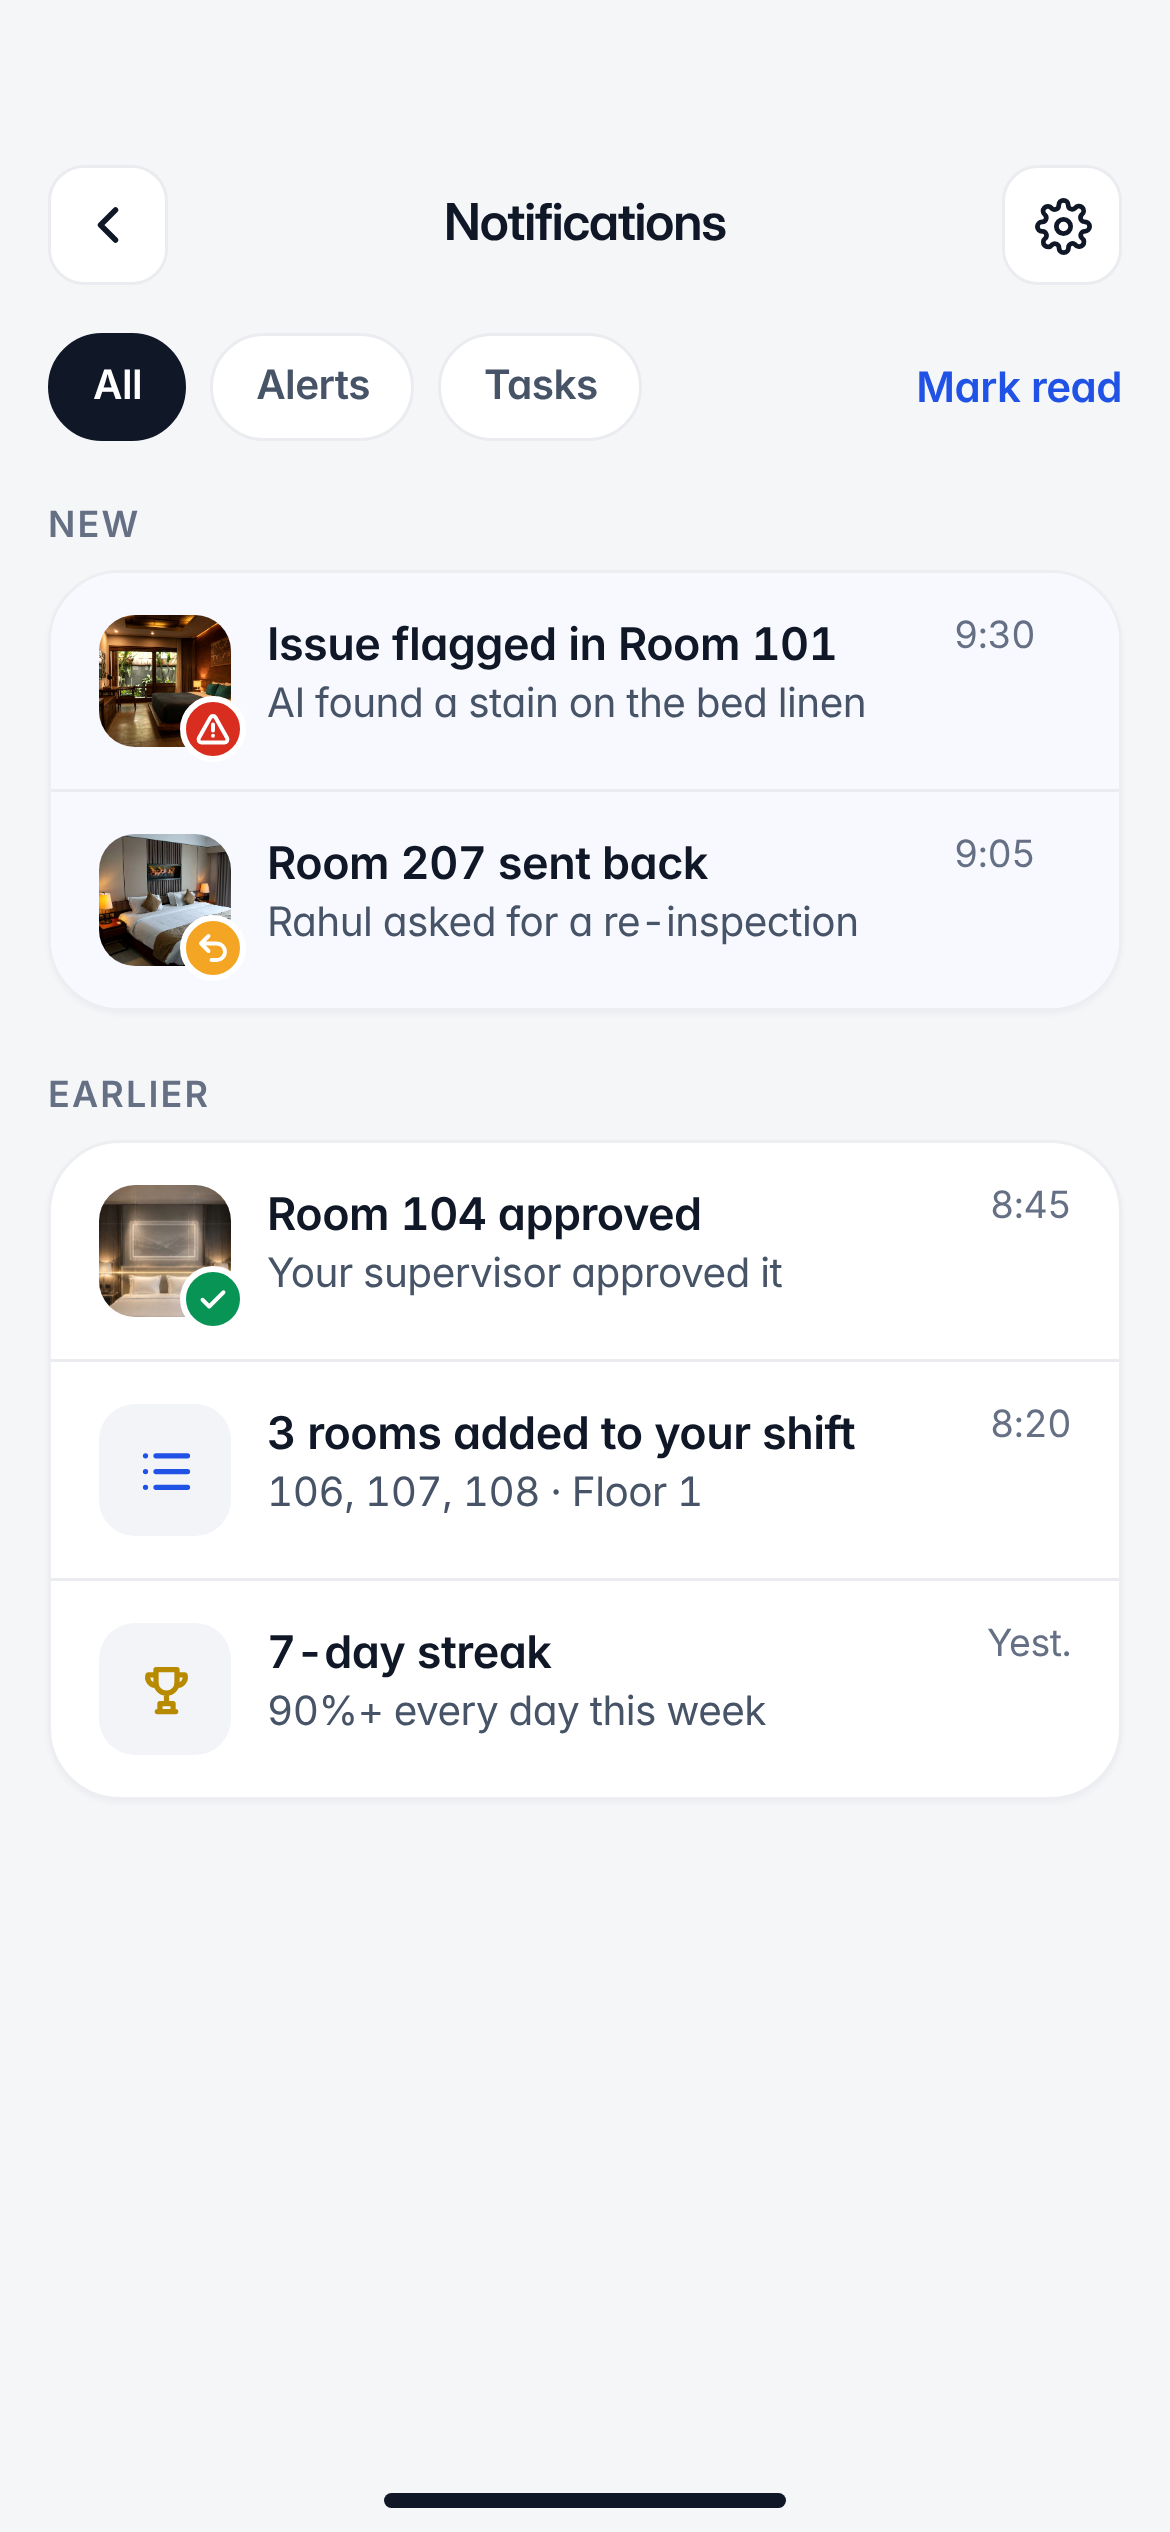 Notifications
All
Alerts
Tasks
Mark read
NEW
Issue flagged in Room 101
9:30
AI found a stain on the bed linen
Room 207 sent back
9:05
Rahul asked for a re-inspection
EARLIER
Room 104 approved
8:45
Your supervisor approved it
3 rooms added to your shift
8:20
106, 107, 108 · Floor 1
7-day streak
Yest.
90%+ every day this week